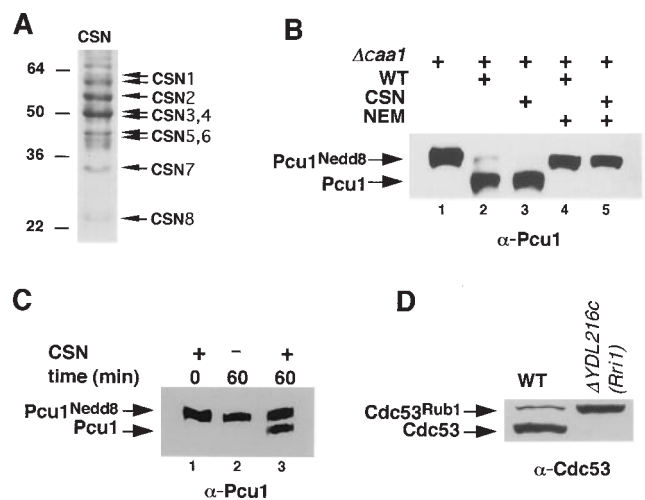 A
CSN
64
50
36
22
CSN1
CSN2
CSN3,4
CSN5,6
CSN7
CSN8
B
Δcaa1 + + + + +
WT + +
CSN + +
NEM + +
Pcu1Nedd8
Pcu1
1 2 3 4 5
α-Pcu1
C
CSN + – +
time (min) 0 60 60
Pcu1Nedd8
Pcu1
1 2 3
α-Pcu1
D
WT
ΔYDL216c
(Rri1)
Cdc53Rub1
Cdc53
α-Cdc53